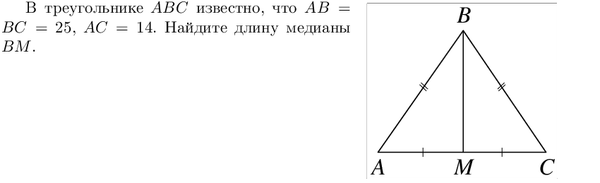 В треугольнике ABC известно, что AB =
BC = 25, AC = 14. Найдите длину медианы
BM.
B
A
M
C